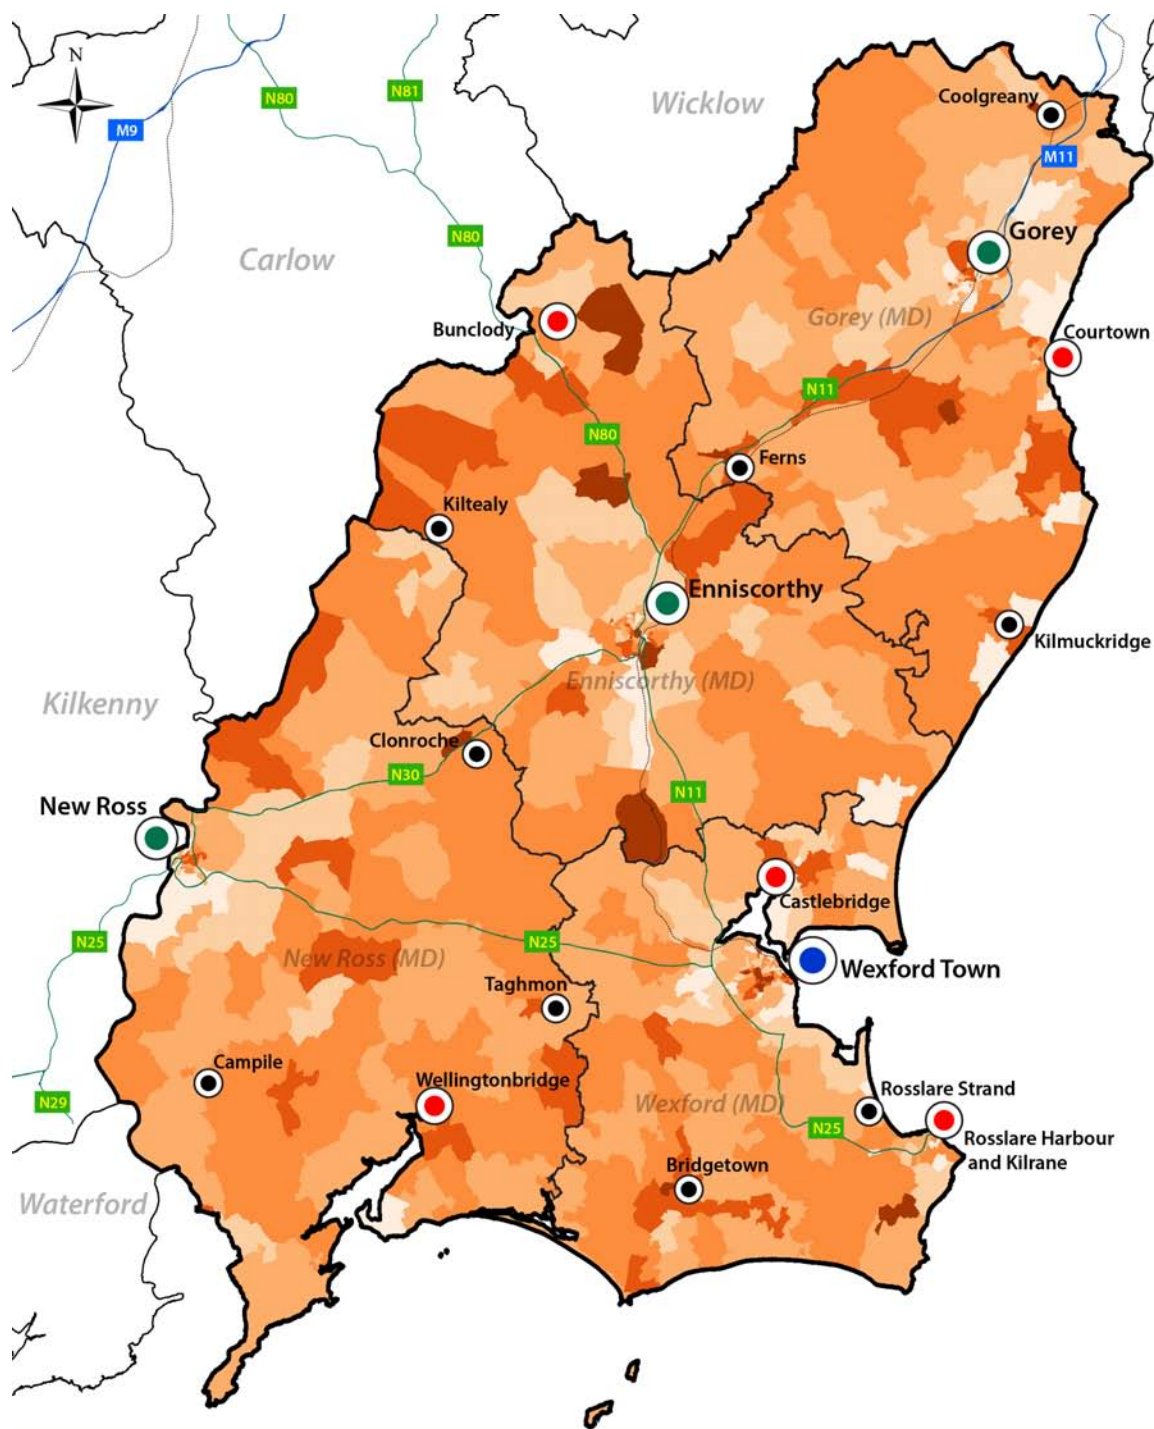 N
N80
N81
Wicklow
Coolgreany
M9
M11
N80
Gorey
Carlow
Bunclody
Gorey (MD)
Courtown
N11
N80
Ferns
Kiltealy
Enniscorthy
Kilmuckridge
Enniscorthy (MD)
Kilkenny
Clonroche
N30
N11
New Ross
Castlebridge
N25
N25
New Ross (MD)
Wexford Town
Taghmon
Campile
Wellingtonbridge
Rosslare Strand
N29
Wexford (MD)
N25
Rosslare Harbour
and Kilrane
Bridgetown
Waterford